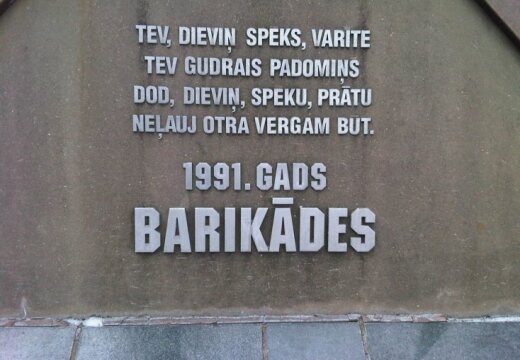 TEV, DIEVIŅ SPEKS, VARITE
TEV GUDRAIS PADOMIŅS
DOD, DIEVIŅ, SPEKU, PRĀTU
NEĻAUJ OTRA VERGAM BUT.
1991. GADS
BARIKĀDES